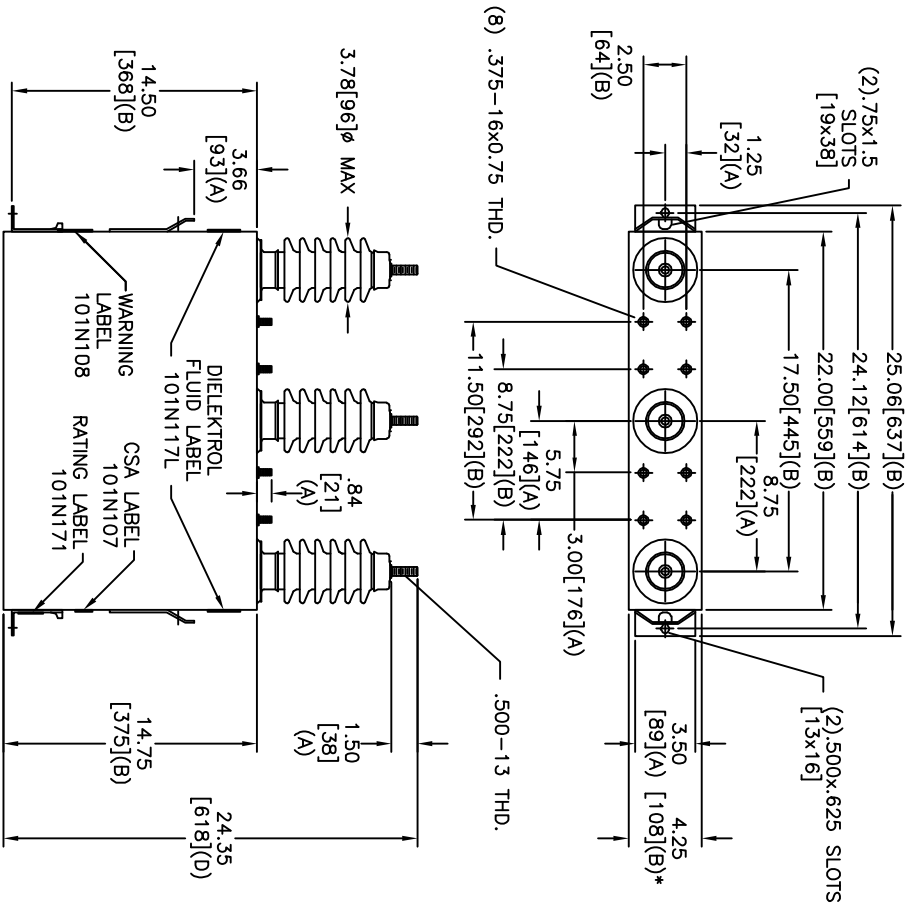 25.06[637](B)
24.12[614](B)
22.00[559](B)
17.50[445](B)
8.75
[222](A)
(2).75x1.5
SLOTS
[19x38]
1.25
[32](A)
2.50
[64](B)
(8) .375-16x0.75 THD.
(2).500x.625 SLOTS
[13x16]
3.50
[89](A)
4.25
[108](B)*
3.00[176](A)
5.75
[146](A)
8.75[222](B)
11.50[292](B)
3.78[96]ø MAX
.500-13 THD.
3.66
[93](A)
14.50
[368](B)
.84
[21]
(A)
1.50
[38]
(A)
14.75
[375](B)
24.35
[618](D)
DIELEKTROL
FLUID LABEL
101N117L
WARNING
LABEL
101N108
CSA LABEL
101N107
RATING LABEL
101N171